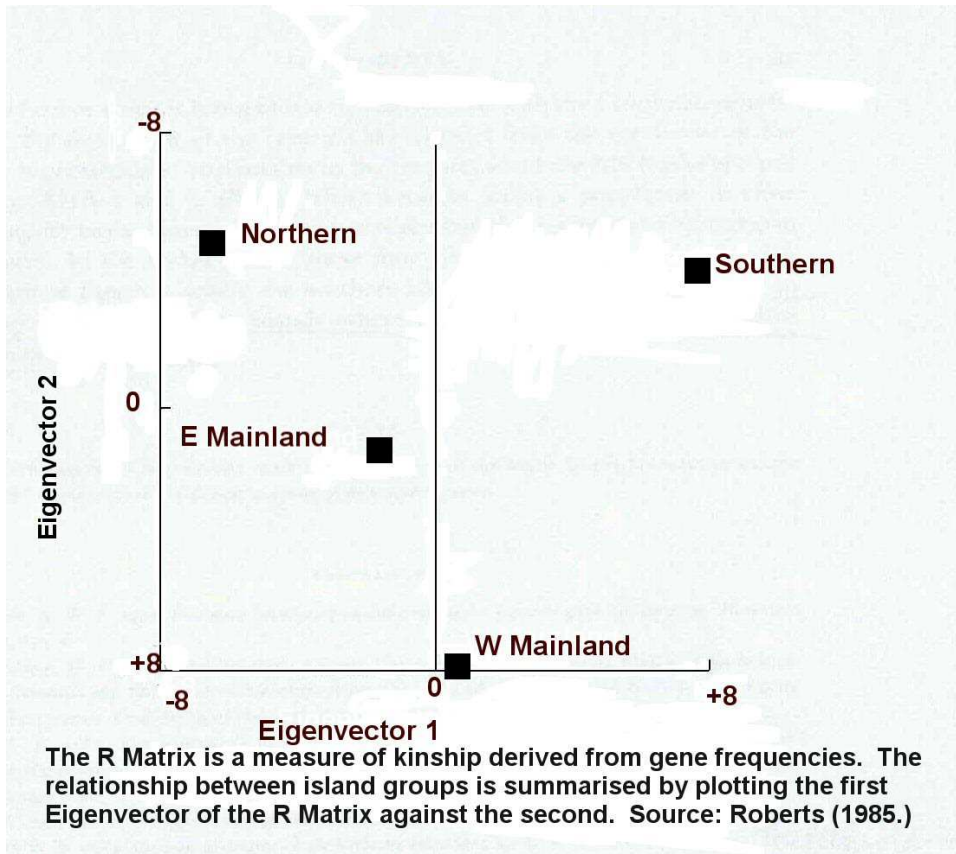 -8
Northern
Southern
0
E Mainland
Eigenvector 2
W Mainland
+8
-8
0
+8
Eigenvector 1
The R Matrix is a measure of kinship derived from gene frequencies.  The
relationship between island groups is summarised by plotting the first
Eigenvector of the R Matrix against the second.  Source: Roberts (1985.)